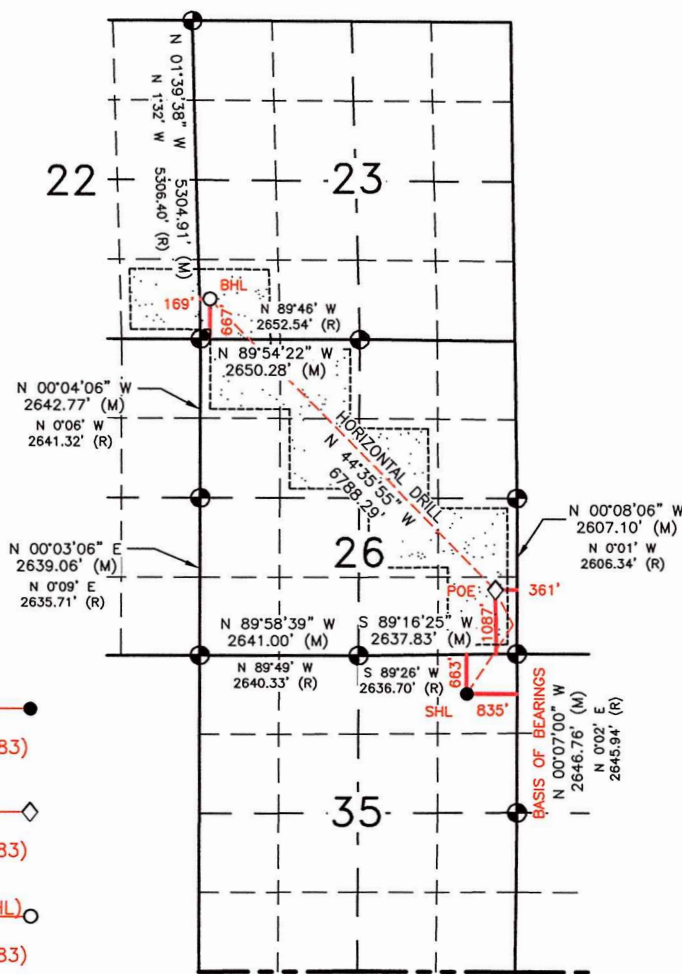 N 01°39'38" W 5304.91' (M)
N 1°32' W 5306.40' (R)
22
23
BHL
169'
667'
N 89°46' W
2652.54' (R)
N 89°54'22" W
2650.28' (M)
N 00°04'06" W
2642.77' (M)
N 0°06' W
2641.32' (R)
HORIZONTAL DRILL
N 44°35'55" W
6788.29'
N 00°08'06" W
2607.10' (M)
N 0°01' W
2606.34' (R)
N 00°03'06" E
2639.06' (M)
N 0°09' E
2635.71' (R)
26
POE
361'
1087'
N 89°58'39" W
2641.00' (M)
S 89°16'25" W
2637.83' (M)
N 89°49' W
2640.33' (R)
S 89°26' W
2636.70' (R)
663'
SHL
835'
BASIS OF BEARINGS
N 00°07'00" W
2646.76' (M)
N 0°02' E
2645.94' (R)
35
83)
83)
HL)
83)